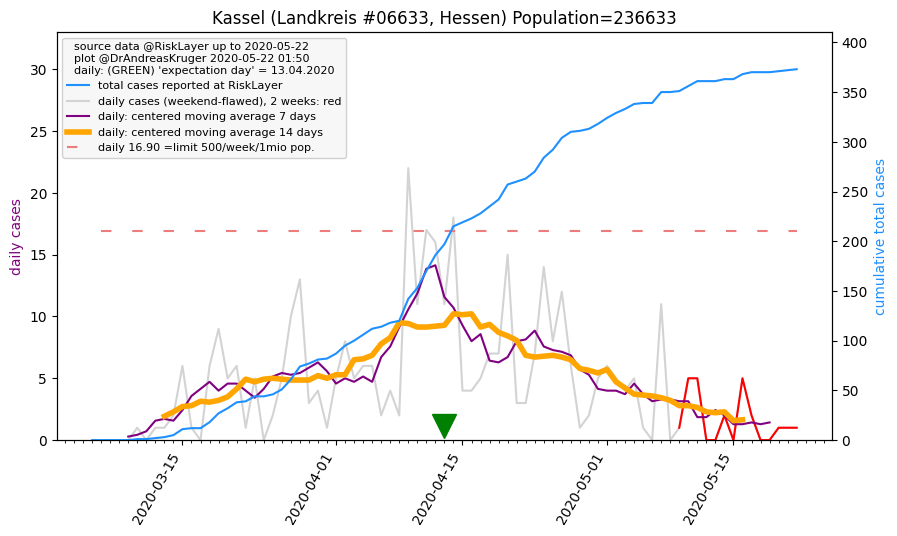 Kassel (Landkreis #06633, Hessen) Population=236633
source data @RiskLayer up to 2020-05-22
plot @DrAndreasKruger 2020-05-22 01:50
daily: (GREEN) 'expectation day' = 13.04.2020
total cases reported at RiskLayer
daily cases (weekend-flawed), 2 weeks: red
daily: centered moving average 7 days
daily: centered moving average 14 days
daily 16.90 =limit 500/week/1mio pop.
daily cases
30
25
20
15
10
5
0
cumulative total cases
400
350
300
250
200
150
100
50
0
2020-03-15
2020-04-01
2020-04-15
2020-05-01
2020-05-15